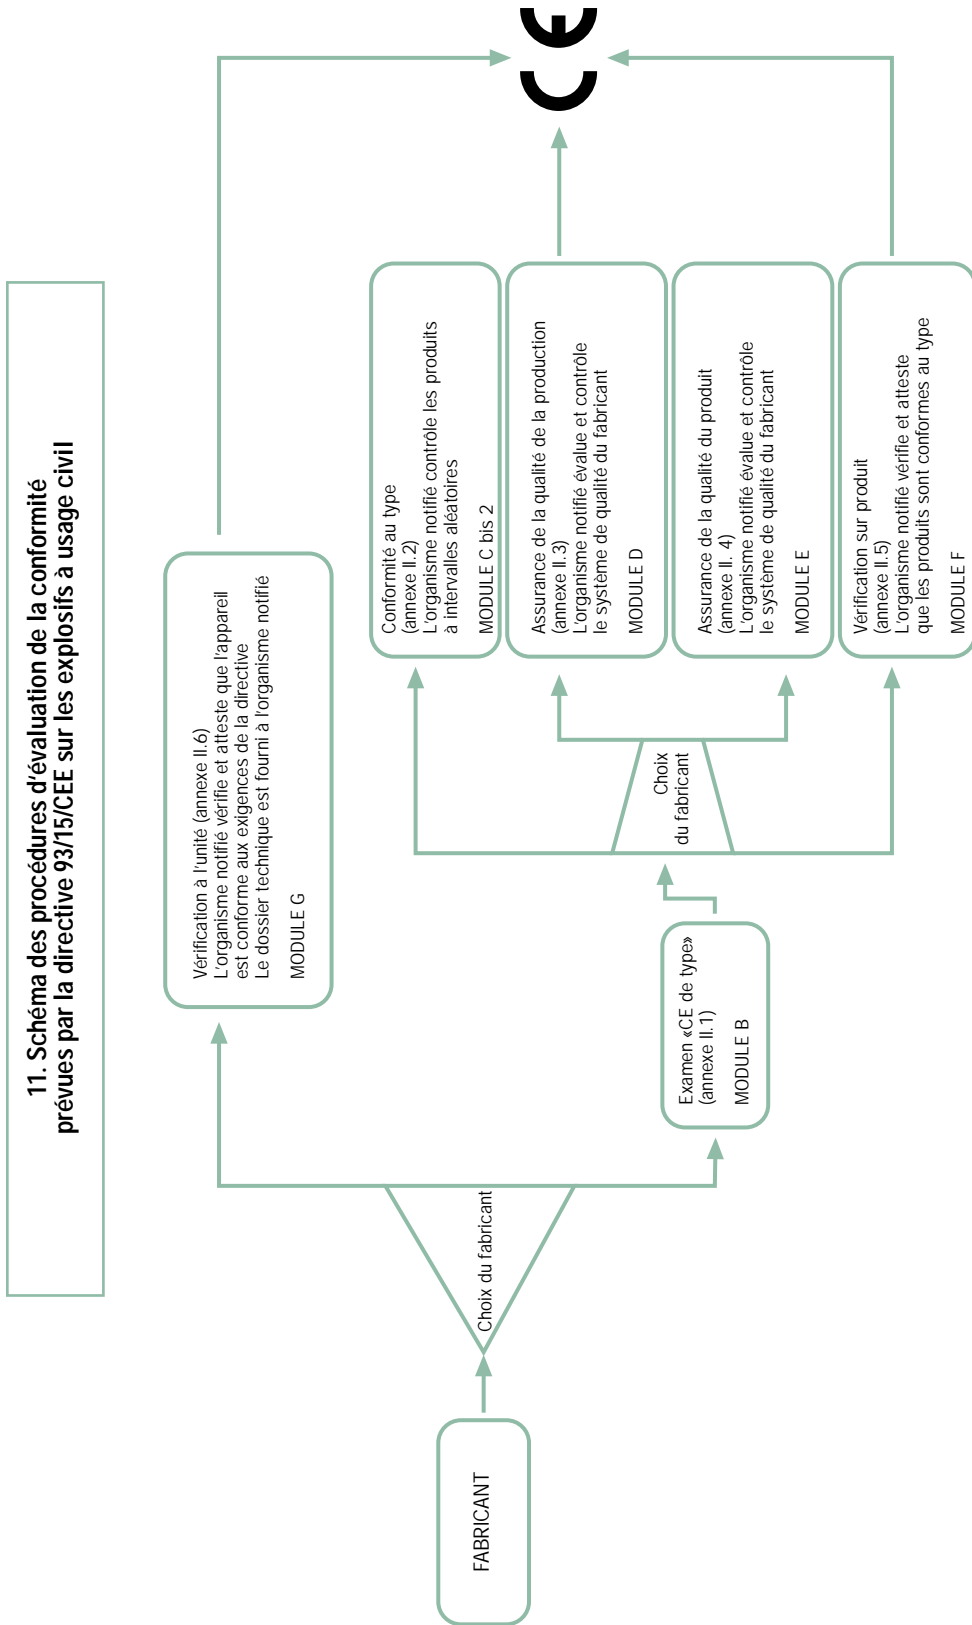 11. Schéma des procédures d'évaluation de la conformité
prévues par la directive 93/15/CEE sur les explosifs à usage civil
FABRICANT
Choix du fabricant
Vérification à l'unité (annexe II.6)
L'organisme notifié vérifie et atteste que l'appareil
est conforme aux exigences de la directive
Le dossier technique est fourni à l'organisme notifié
MODULE G
Examen «CE de type»
(annexe II.1)
MODULE B
Choix
du fabricant
Conformité au type
(annexe II.2)
L'organisme notifié contrôle les produits
à intervalles aléatoires
MODULE C bis 2
Assurance de la qualité de la production
(annexe II.3)
L'organisme notifié évalue et contrôle
le système de qualité du fabricant
MODULE D
Assurance de la qualité du produit
(annexe II. 4)
L'organisme notifié évalue et contrôle
le système de qualité du fabricant
MODULE E
Vérification sur produit
(annexe II.5)
L'organisme notifié vérifie et atteste
que les produits sont conformes au type
MODULE F
CE